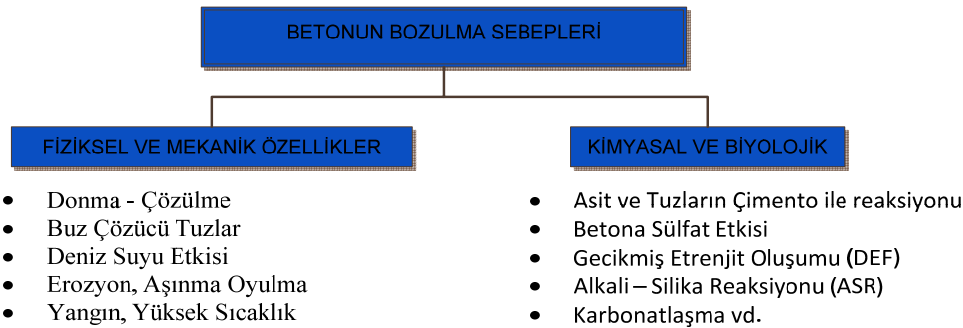 BETONUN BOZULMA SEBEPLERİ
FİZİKSEL VE MEKANİK ÖZELLİKLER
• Donma - Çözülme
• Buz Çözücü Tuzlar
• Deniz Suyu Etkisi
• Erozyon, Aşınma Oyulma
• Yangın, Yüksek Sıcaklık
KİMYASAL VE BİYOLOJİK
• Asit ve Tuzların Çimento ile reaksiyonu
• Betona Sülfat Etkisi
• Gecikmiş Etrenjit Oluşumu (DEF)
• Alkali – Silika Reaksiyonu (ASR)
• Karbonatlaşma vd.